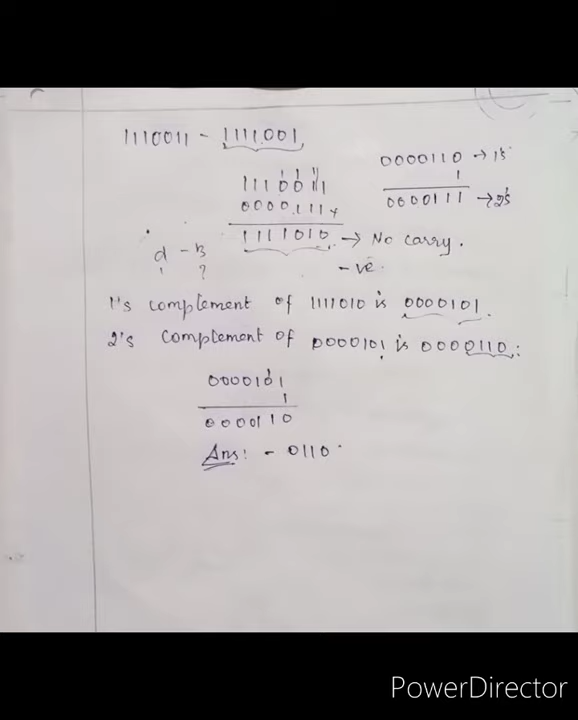 1110011 - 1111001
0000110 → 1's
1
0000111 → 2's
1110011
0000111 +
1111010 → No carry.
- ve.
1's complement of 1111010 is 0000101.
2's complement of 0000101 is 0000110:
0000101
1
0000110
Ans: - 0110.
PowerDirector